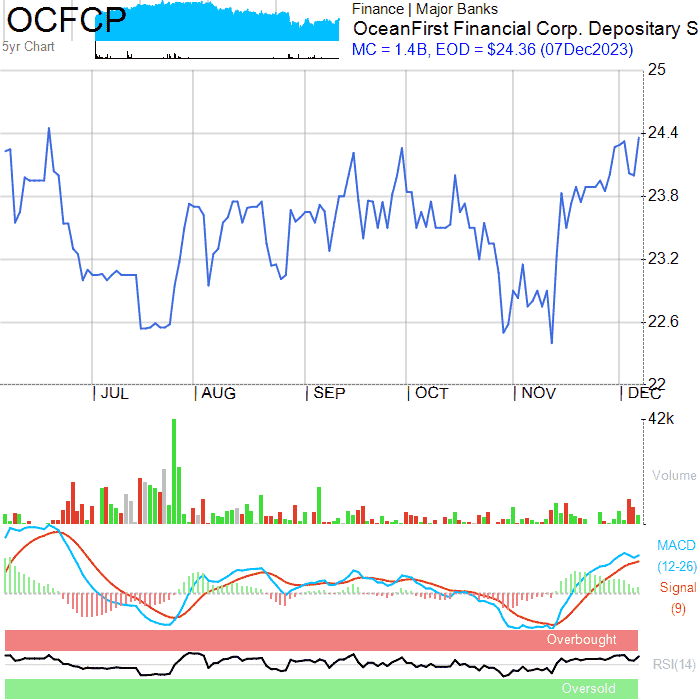 OCFCP
5yr Chart
Finance | Major Banks
OceanFirst Financial Corp. Depositary S
MC = 1.4B, EOD = $24.36 (07Dec2023)
25
24.4
23.8
23.2
22.6
22
JUL AUG SEP OCT NOV DEC
42k
Volume
MACD
(12-26)
Signal
(9)
Overbought
RSI(14)
Oversold